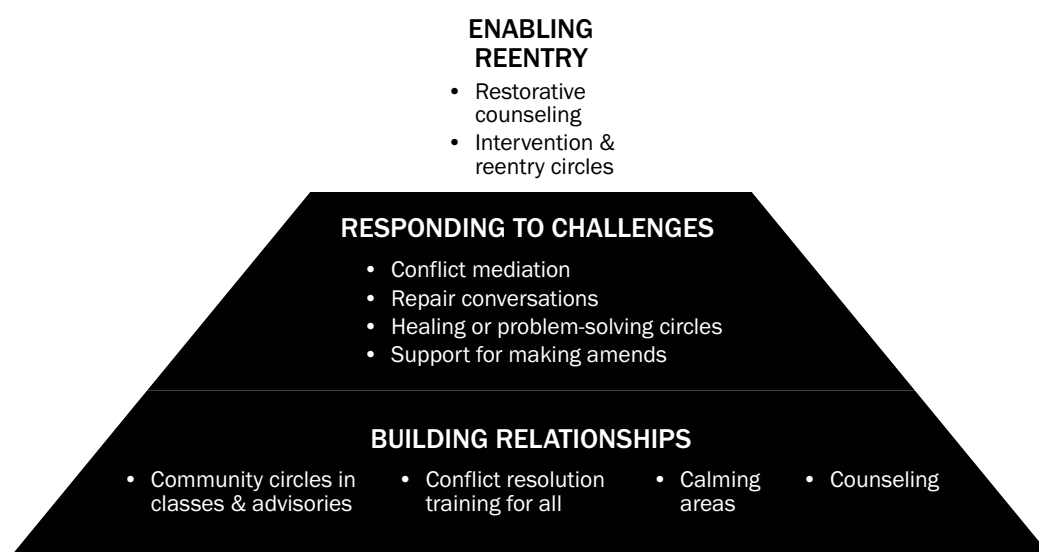 ENABLING
REENTRY
• Restorative
counseling
• Intervention &
reentry circles
RESPONDING TO CHALLENGES
• Conflict mediation
• Repair conversations
• Healing or problem-solving circles
• Support for making amends
BUILDING RELATIONSHIPS
• Community circles in
classes & advisories
• Conflict resolution
training for all
• Calming
areas
• Counseling